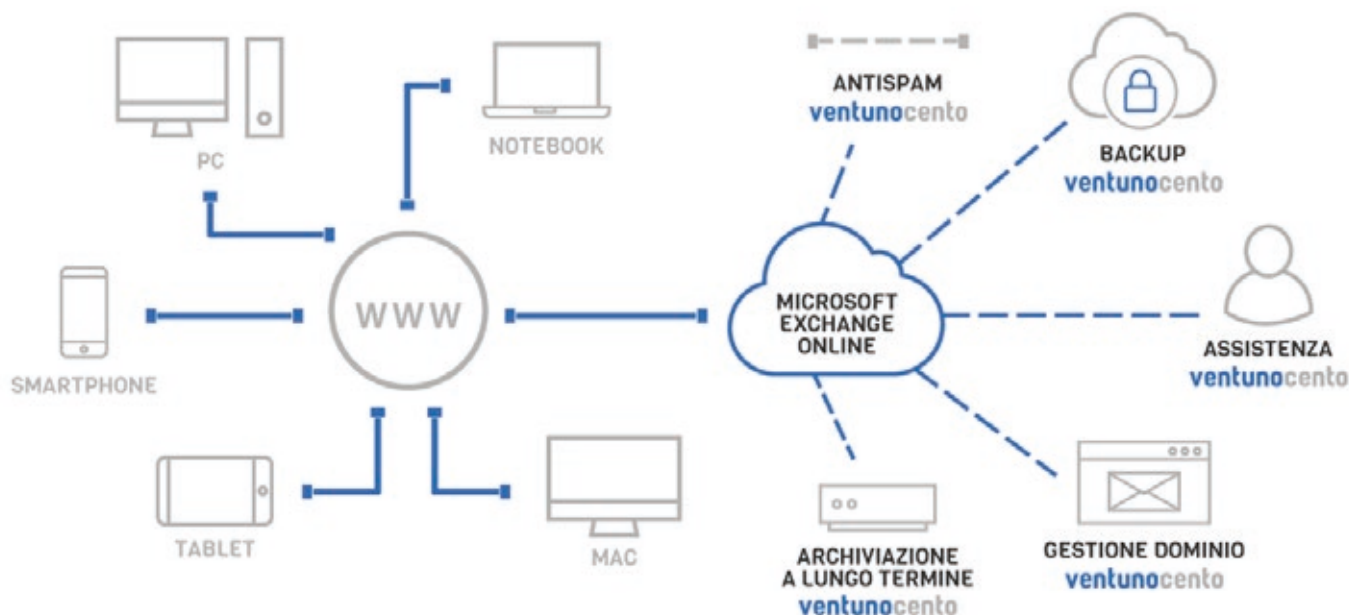 PC
NOTEBOOK
ANTISPAM
ventunocento
BACKUP
ventunocento
SMARTPHONE
WWW
MICROSOFT
EXCHANGE
ONLINE
ASSISTENZA
ventunocento
TABLET
MAC
ARCHIVIAZIONE
A LUNGO TERMINE
ventunocento
GESTIONE DOMINIO
ventunocento